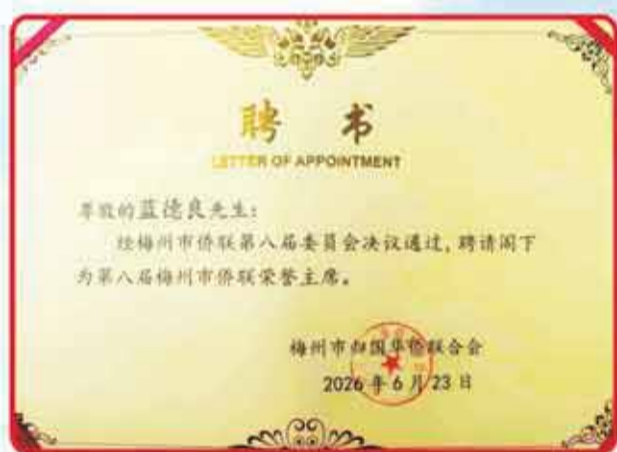 聘 书
LETTER OF APPOINTMENT
尊敬的蓝德良先生:
经梅州市侨联第八届委员会决议通过,聘请阁下
为第八届梅州市侨联荣誉主席。
梅州市归国华侨联合会
2026年6月23日